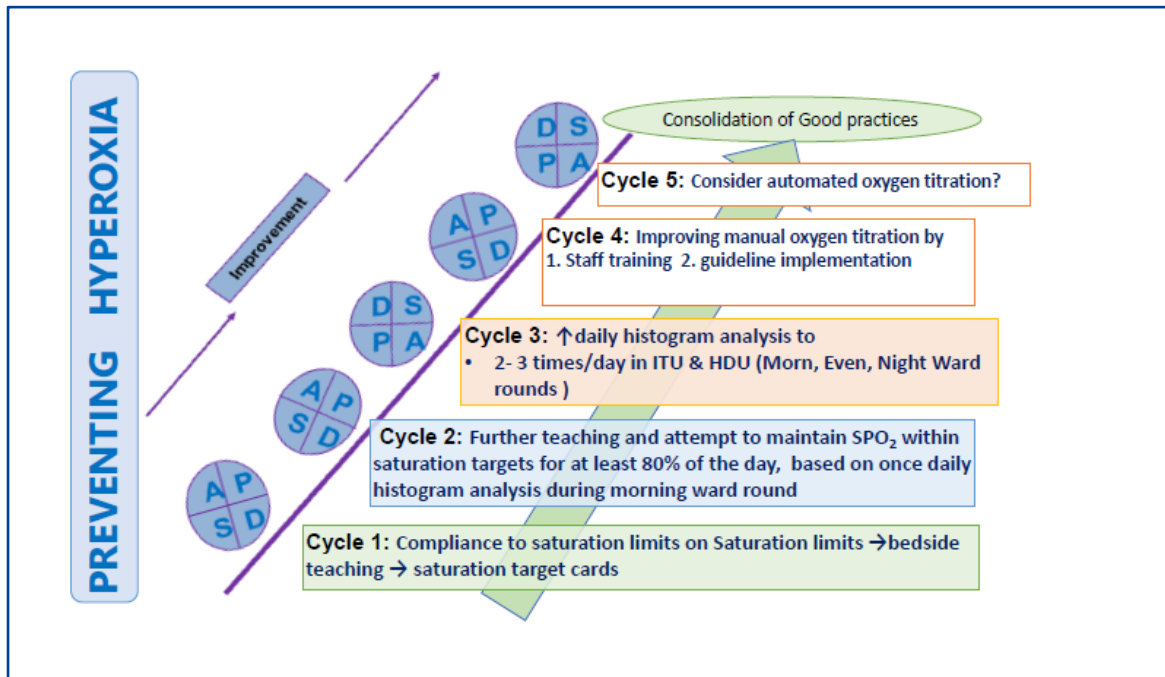 PREVENTING HYPEROXIA
Improvement
D S
P A
A P
S D
D S
P A
A P
S D
A P
S D
Consolidation of Good practices
Cycle 5: Consider automated oxygen titration?
Cycle 4: Improving manual oxygen titration by
1. Staff training 2. guideline implementation
Cycle 3: ↑daily histogram analysis to
• 2- 3 times/day in ITU & HDU (Morn, Even, Night Ward
rounds )
Cycle 2: Further teaching and attempt to maintain SPO₂ within
saturation targets for at least 80% of the day, based on once daily
histogram analysis during morning ward round
Cycle 1: Compliance to saturation limits on Saturation limits →bedside
teaching → saturation target cards